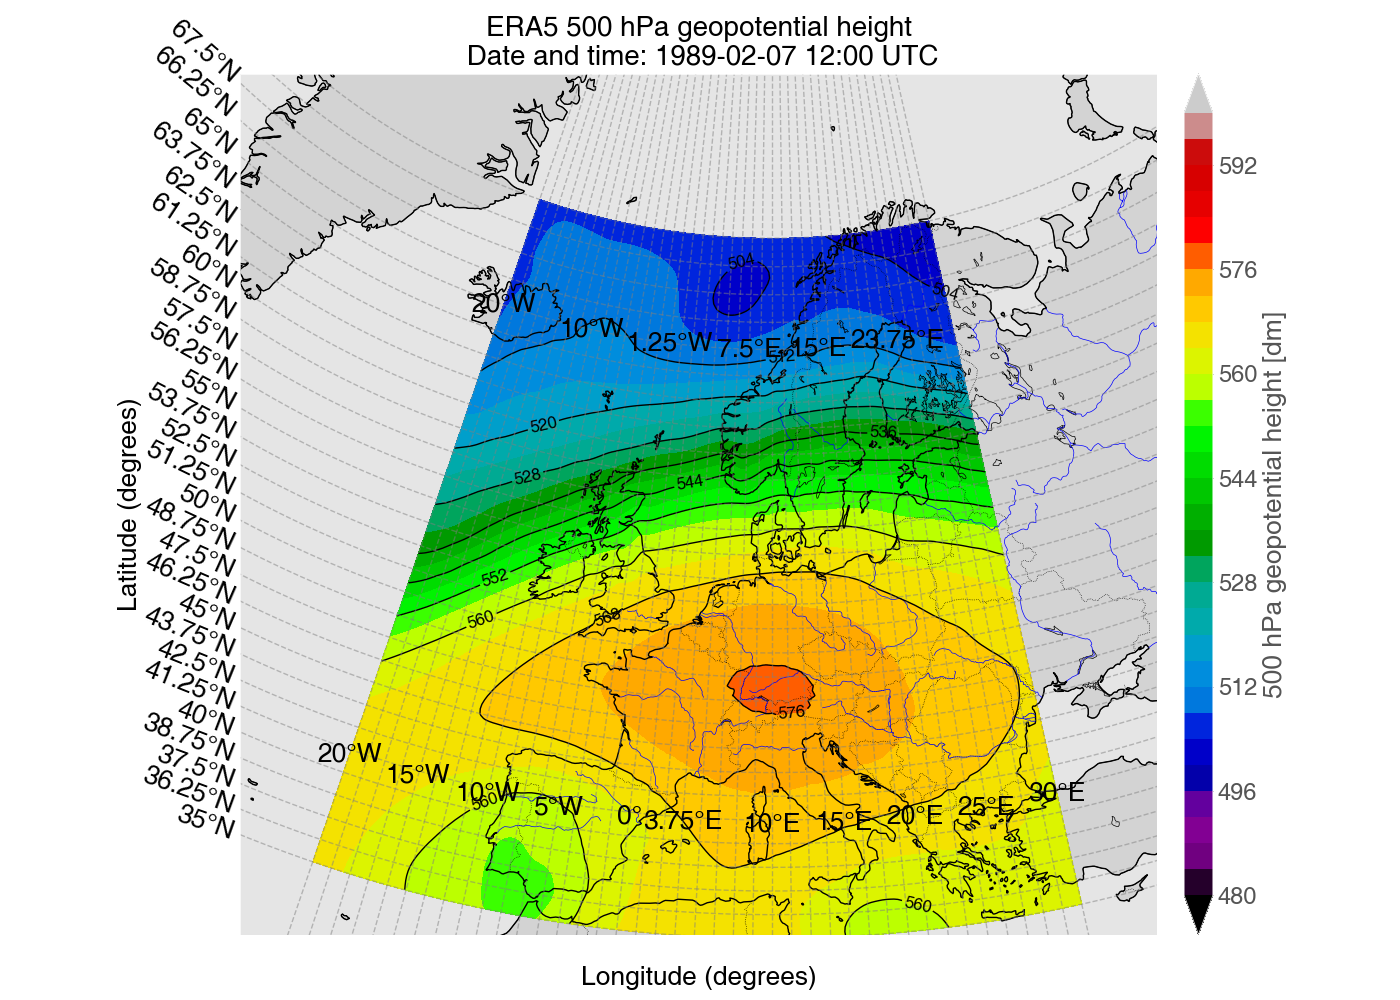 ERA5 500 hPa geopotential height
Date and time: 1989-02-07 12:00 UTC
67.5°N
66.25°N
65°N
63.75°N
62.5°N
61.25°N
60°N
58.75°N
57.5°N
56.25°N
55°N
53.75°N
52.5°N
51.25°N
50°N
48.75°N
47.5°N
46.25°N
45°N
43.75°N
42.5°N
41.25°N
40°N
38.75°N
37.5°N
36.25°N
35°N
Latitude (degrees)
504
504
20°W
10°W
1.25°W
7.5°E
15°E
23.75°E
512
520
536
528
544
552
560
568
576
20°W
15°W
10°W
5°W
0°
3.75°E
10°E
15°E
20°E
25°E
30°E
560
560
Longitude (degrees)
592
576
560
544
528
512
496
480
500 hPa geopotential height [dm]